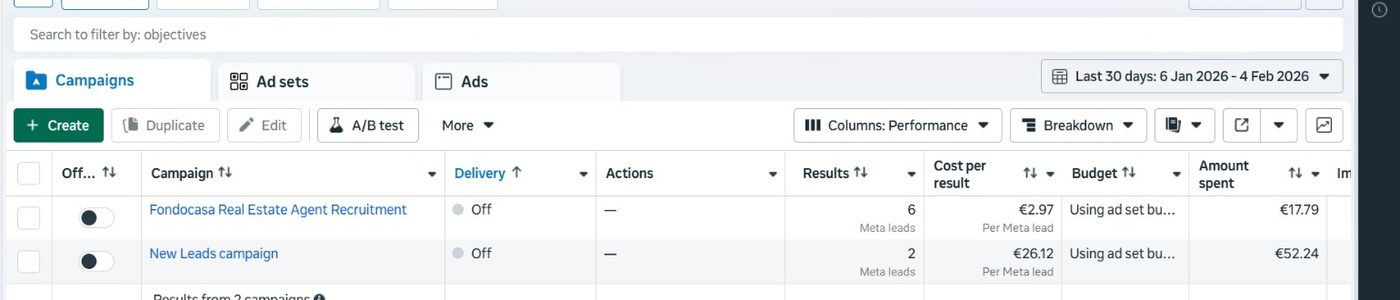 Search to filter by: objectives
Campaigns
Ad sets
Ads
Last 30 days: 6 Jan 2026 - 4 Feb 2026
+ Create
Duplicate
Edit
A/B test
More
Columns: Performance
Breakdown
Off... Campaign Delivery Actions Results Cost per result Budget Amount spent Im
Fondocasa Real Estate Agent Recruitment Off — 6 €2.97 Using ad set bu... €17.79
Meta leads Per Meta lead
New Leads campaign Off — 2 €26.12 Using ad set bu... €52.24
Meta leads Per Meta lead
Results from 2 campaigns